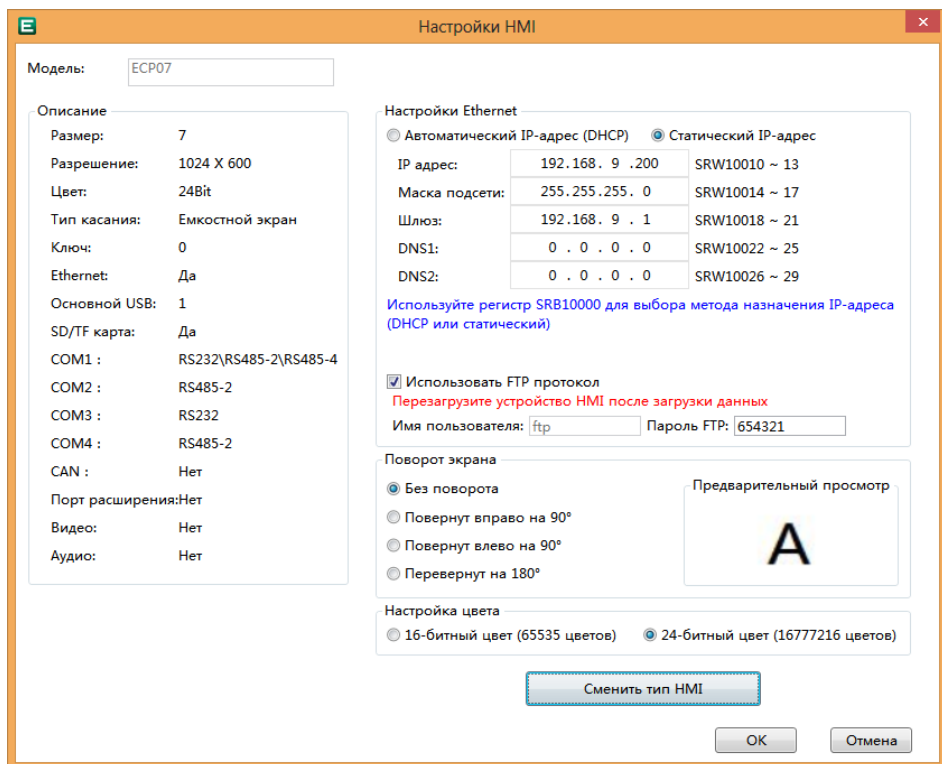 E
Настройки HMI
Модель: ECP07
Описание
Размер: 7
Разрешение: 1024 X 600
Цвет: 24Bit
Тип касания: Емкостной экран
Ключ: 0
Ethernet: Да
Основной USB: 1
SD/TF карта: Да
COM1 : RS232\RS485-2\RS485-4
COM2 : RS485-2
COM3 : RS232
COM4 : RS485-2
CAN : Нет
Порт расширения:Нет
Видео: Нет
Аудио: Нет
Настройки Ethernet
Автоматический IP-адрес (DHCP) Статический IP-адрес
IP адрес: 192.168. 9 .200 SRW10010 ~ 13
Маска подсети: 255.255.255. 0 SRW10014 ~ 17
Шлюз: 192.168. 9 . 1 SRW10018 ~ 21
DNS1: 0 . 0 . 0 . 0 SRW10022 ~ 25
DNS2: 0 . 0 . 0 . 0 SRW10026 ~ 29
Используйте регистр SRB10000 для выбора метода назначения IP-адреса
(DHCP или статический)
Использовать FTP протокол
Перезагрузите устройство HMI после загрузки данных
Имя пользователя: ftp Пароль FTP: 654321
Поворот экрана
Без поворота
Повернут вправо на 90°
Повернут влево на 90°
Перевернут на 180°
Предварительный просмотр
A
Настройка цвета
16-битный цвет (65535 цветов) 24-битный цвет (16777216 цветов)
Сменить тип HMI
OK Отмена